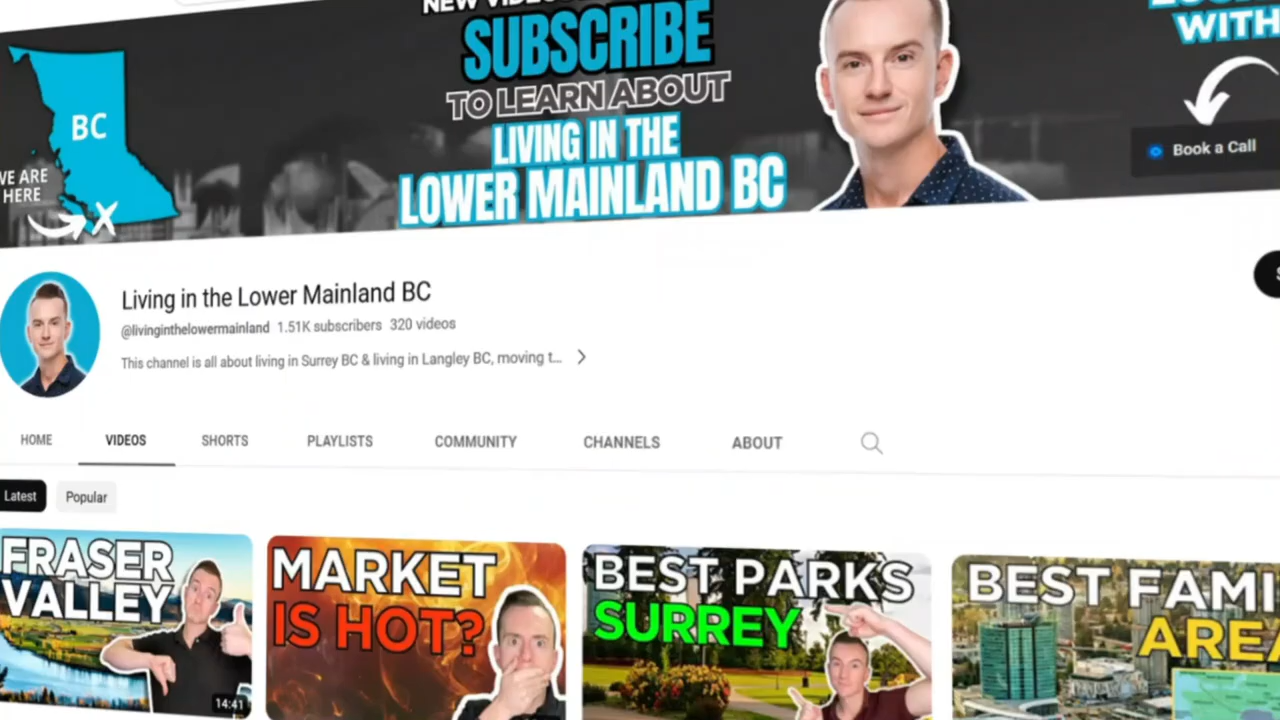 NEW
SUBSCRIBE
WITH
TO LEARN ABOUT
BC
LIVING IN THE
Book a Call
WE ARE
HERE
LOWER MAINLAND BC
X
Living in the Lower Mainland BC
@livinginthelowermainland 1.51K subscribers 320 videos
This channel is all about living in Surrey BC & living in Langley BC, moving t...
HOME VIDEOS SHORTS PLAYLISTS COMMUNITY CHANNELS ABOUT
Latest Popular
FRASER
VALLEY
14:41
MARKET
IS HOT?
BEST PARKS
SURREY
BEST FAMI
AREA